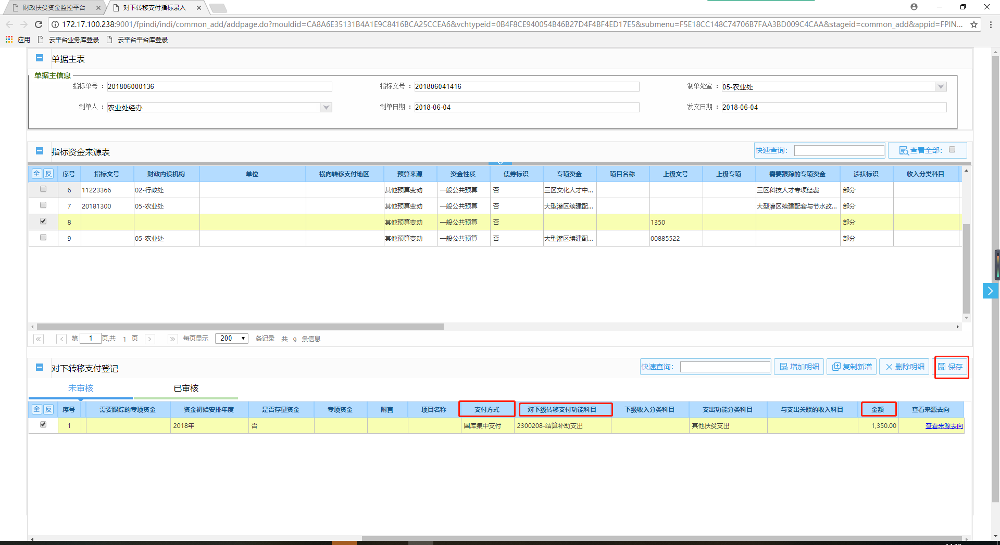 财政扶贫资金监控平台 对下转移支付指标录入
172.17.100.238:9001/fpindi/indi/common_add/addpage.do?mouldid=CA8A6E35131B4A1E9C8416BCA25CCEA6&vchtypeid=0B4F8CE940054B46B27D4F4BF4ED17E5&submenu=F5E18CC148C74706B7FAA3BD009C4CAA&stageid=common_add&appid=FPIN...
应用 云平台业务库登录 云平台平台库登录
单据主表
单据主信息
指标单号 : 201806000136 指标文号 : 201806041416 制单处室 : 05-农业处
制单人 : 农业处经办 制单日期 : 2018-06-04 发文日期 : 2018-06-04
指标资金来源表 快速查询: 查看全部:
全 反 序号 指标文号 财政内设机构 单位 横向转移支付地区 预算来源 资金性质 债券标识 专项资金 项目名称 上级文号 上级专项 需要跟踪的专项资金 涉扶标识 收入分类科目
6 11223366 02-行政处 其他预算变动 一般公共预算 否 三区文化人才中... 三区科技人才专项经费 部分
7 20181300 05-农业处 其他预算变动 一般公共预算 否 大型灌区续建配... 大型灌区续建配套与节水改... 部分
8 其他预算变动 一般公共预算 否 1350 部分
9 05-农业处 其他预算变动 一般公共预算 否 大型灌区续建配... 00885522 部分
第 1 页,共 1 页 每页显示 200 条记录 共 9 条信息
对下转移支付登记 快速查询: 增加明细 复制新增 删除明细 保存
未审核 已审核
全 反 序号 需要跟踪的专项资金 资金初始安排年度 是否存量资金 专项资金 附言 项目名称 支付方式 对下级转移支付功能科目 下级收入分类科目 支出功能分类科目 与支出关联的收入科目 金额 查看来源去向
1 2018年 否 国库集中支付 2300208-结算补助支出 其他扶贫支出 1,350.00 查看来源去向